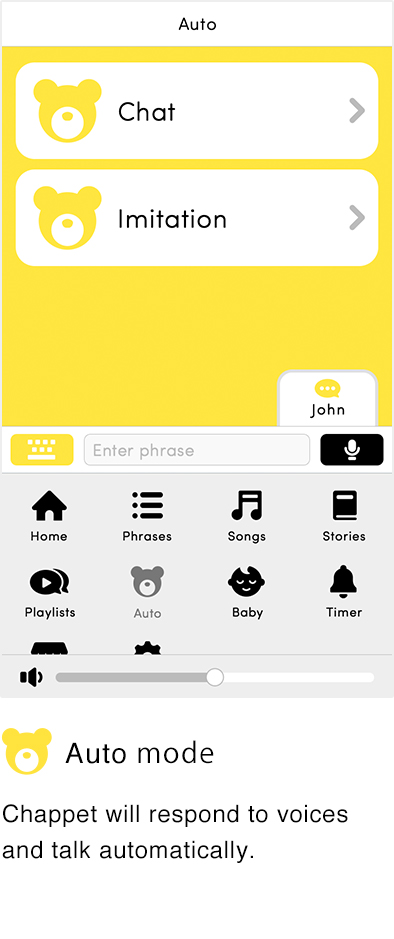 Auto
Chat
Imitation
John
Enter phrase
Home Phrases Songs Stories
Playlists Auto Baby Timer
Auto mode
Chappet will respond to voices
and talk automatically.